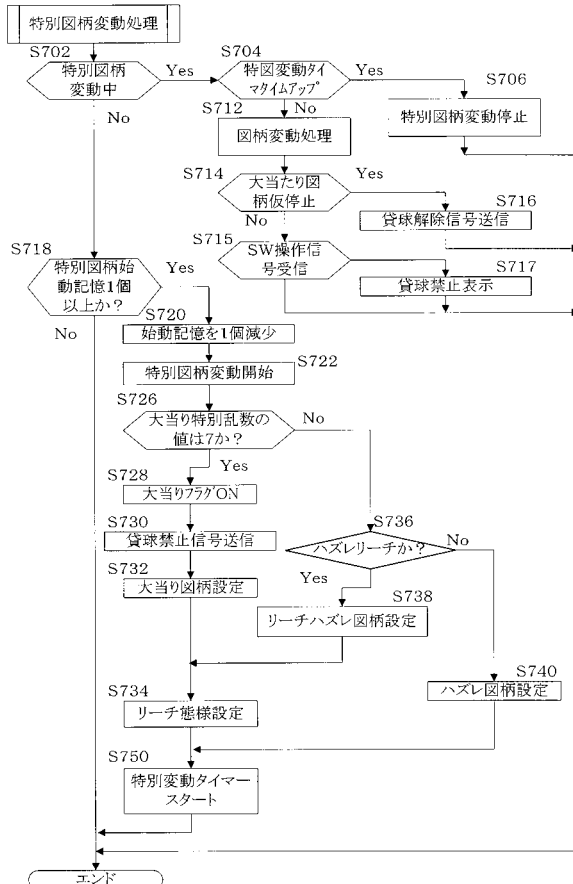 特別図柄変動処理
S702
特別図柄
変動中
Yes
No
S704
特図変動タイ
マタイムアップ
Yes
No
S706
特別図柄変動停止
S712
図柄変動処理
S714
大当たり図
柄仮停止
Yes
No
S716
貸球解除信号送信
S715
SW操作信
号受信
S717
貸球禁止表示
S718
特別図柄始
動記憶1個
以上か？
Yes
No
S720
始動記憶を1個減少
S722
特別図柄変動開始
S726
大当り特別乱数の
値は7か？
No
Yes
S728
大当りフラグON
S730
貸球禁止信号送信
S732
大当り図柄設定
S736
ハズレリーチか？
No
Yes
S738
リーチハズレ図柄設定
S740
ハズレ図柄設定
S734
リーチ態様設定
S750
特別変動タイマー
スタート
エンド